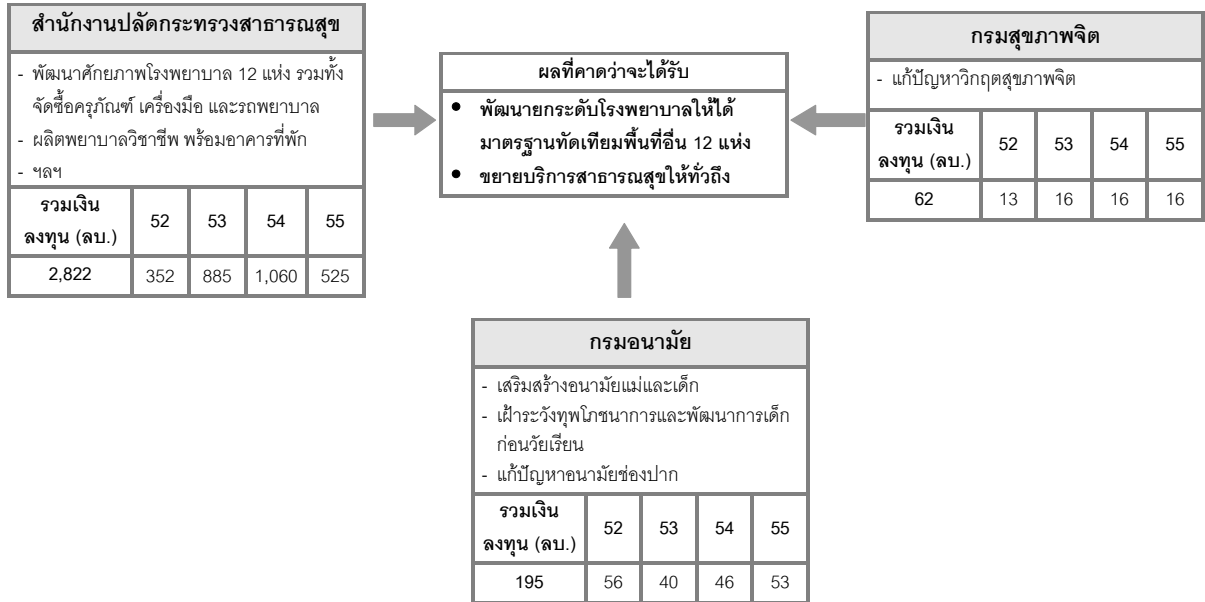 สำนักงานปลัดกระทรวงสาธารณสุข
- พัฒนาศักยภาพโรงพยาบาล 12 แห่ง รวมทั้ง
จัดซื้อครุภัณฑ์ เครื่องมือ และรถพยาบาล
- ผลิตพยาบาลวิชาชีพ พร้อมอาคารที่พัก
- ฯลฯ
รวมเงิน
ลงทุน (ลบ.) 52 53 54 55
2,822 352 885 1,060 525
ผลที่คาดว่าจะได้รับ
• พัฒนายกระดับโรงพยาบาลให้ได้
มาตรฐานทัดเทียมพื้นที่อื่น 12 แห่ง
• ขยายบริการสาธารณสุขให้ทั่วถึง
กรมสุขภาพจิต
- แก้ปัญหาวิกฤตสุขภาพจิต
รวมเงิน
ลงทุน (ลบ.) 52 53 54 55
62 13 16 16 16
กรมอนามัย
- เสริมสร้างอนามัยแม่และเด็ก
- เฝ้าระวังทุพโภชนาการและพัฒนาการเด็ก
ก่อนวัยเรียน
- แก้ปัญหาอนามัยช่องปาก
รวมเงิน
ลงทุน (ลบ.) 52 53 54 55
195 56 40 46 53